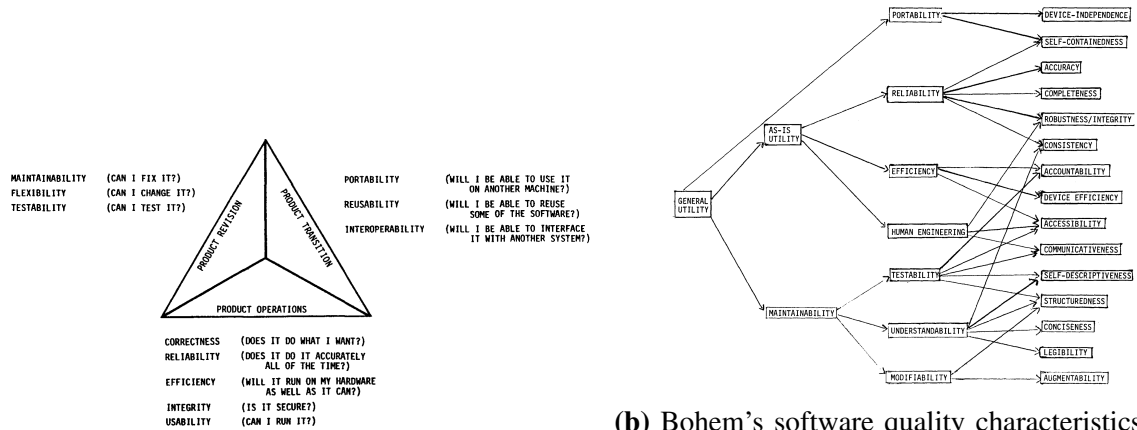 MAINTAINABILITY (CAN I FIX IT?)
FLEXIBILITY (CAN I CHANGE IT?)
TESTABILITY (CAN I TEST IT?)
PRODUCT REVISION
PRODUCT TRANSITION
PRODUCT OPERATIONS
PORTABILITY (WILL I BE ABLE TO USE IT
ON ANOTHER MACHINE?)
REUSABILITY (WILL I BE ABLE TO REUSE
SOME OF THE SOFTWARE?)
INTEROPERABILITY (WILL I BE ABLE TO INTERFACE
IT WITH ANOTHER SYSTEM?)
CORRECTNESS (DOES IT DO WHAT I WANT?)
RELIABILITY (DOES IT DO IT ACCURATELY
ALL OF THE TIME?)
EFFICIENCY (WILL IT RUN ON MY HARDWARE
AS WELL AS IT CAN?)
INTEGRITY (IS IT SECURE?)
USABILITY (CAN I RUN IT?)
GENERAL
UTILITY
AS-IS
UTILITY
MAINTAINABILITY
PORTABILITY
RELIABILITY
EFFICIENCY
HUMAN ENGINEERING
TESTABILITY
UNDERSTANDABILITY
MODIFIABILITY
DEVICE-INDEPENDENCE
SELF-CONTAINEDNESS
ACCURACY
COMPLETENESS
ROBUSTNESS/INTEGRITY
CONSISTENCY
ACCOUNTABILITY
DEVICE EFFICIENCY
ACCESSIBILITY
COMMUNICATIVENESS
SELF-DESCRIPTIVENESS
STRUCTUREDNESS
CONCISENESS
LEGIBILITY
AUGMENTABILITY
(b) Bohem's software quality characteristics